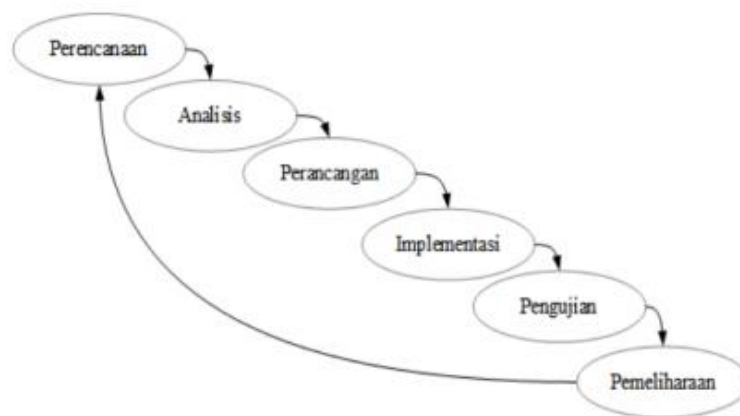 Perencanaan
Analisis
Perancangan
Implementasi
Pengujian
Pemeliharaan